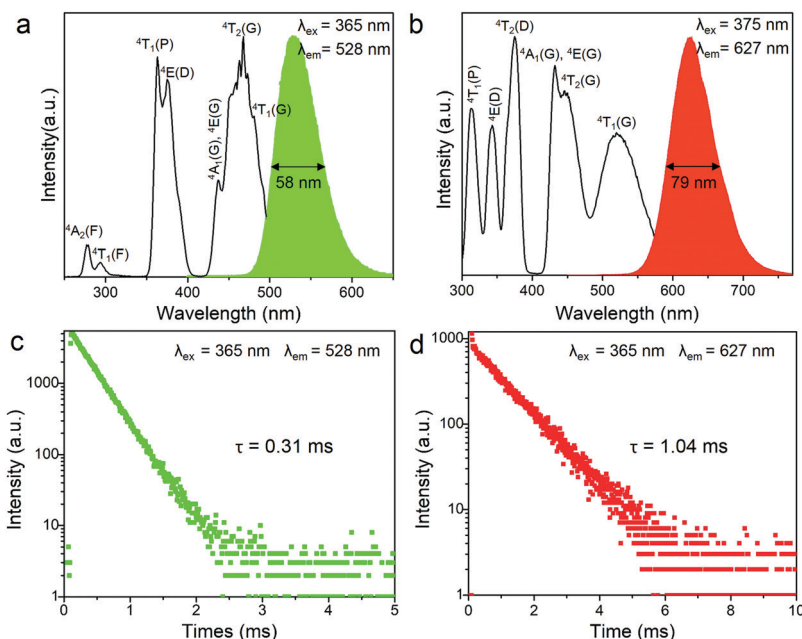 a
λex = 365 nm
λem = 528 nm
⁴T₁(P)
⁴E(D)
⁴T₂(G)
⁴T₁(G)
⁴A₁(G), ⁴E(G)
⁴A₂(F)
⁴T₁(F)
58 nm
Intensity(a.u.)
300 400 500 600
Wavelength (nm)
b
λex = 375 nm
λem = 627 nm
⁴T₂(D)
⁴A₁(G), ⁴E(G)
⁴T₁(P)
⁴E(D)
⁴T₂(G)
⁴T₁(G)
79 nm
Intensity(a.u.)
300 400 500 600 700
Wavelength (nm)
c
λex = 365 nm λem = 528 nm
τ = 0.31 ms
Intensity (a.u.)
1000
100
10
1
0 1 2 3 4 5
Times (ms)
d
λex = 365 nm λem = 627 nm
τ = 1.04 ms
Intensity (a.u.)
1000
100
10
1
0 2 4 6 8 10
Time (ms)